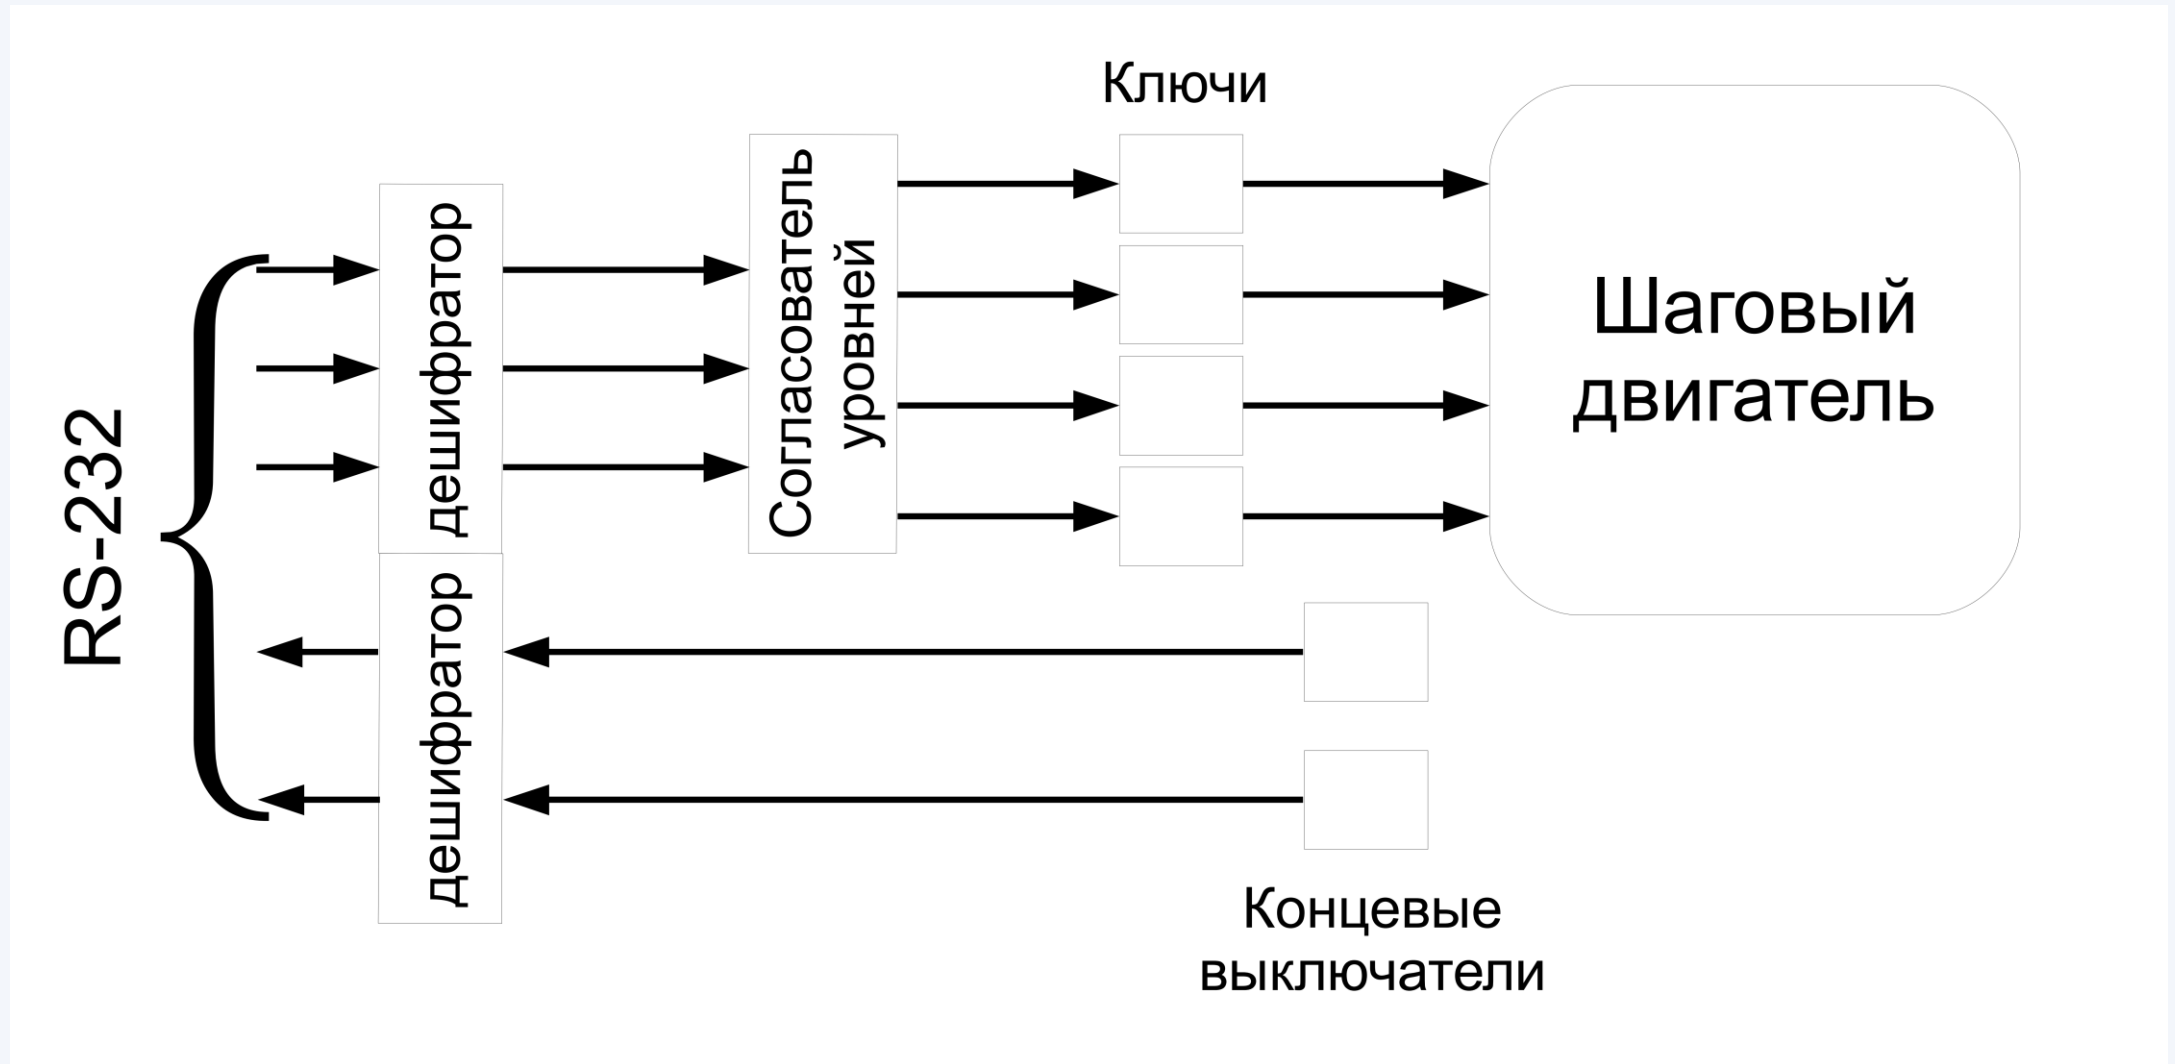 RS-232
дешифратор
дешифратор
Согласователь
уровней
Ключи
Шаговый
двигатель
Концевые
выключатели